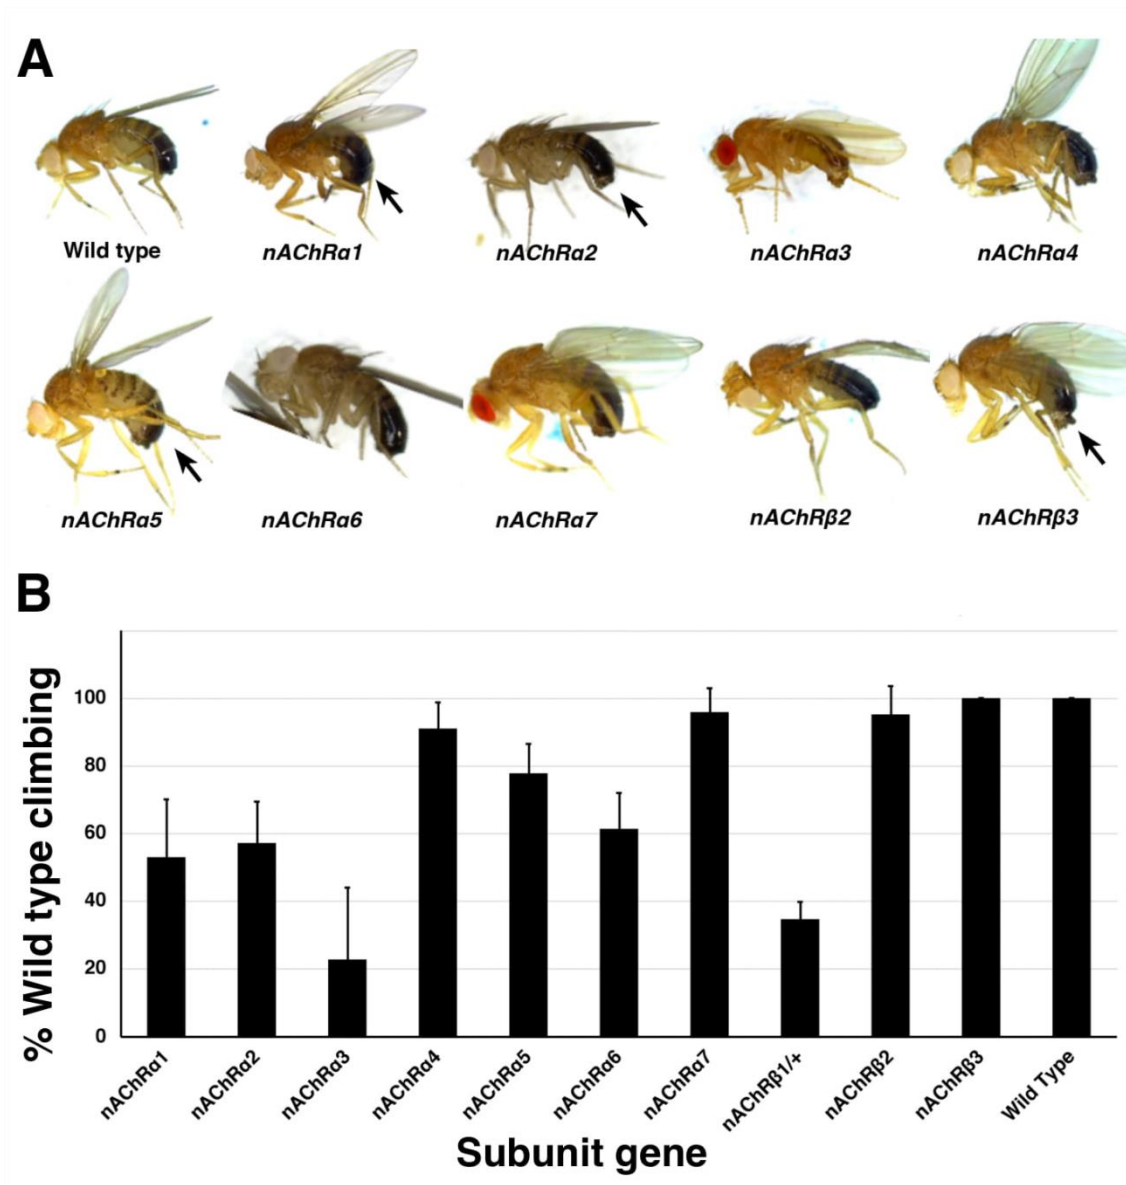 A
Wild type nAChRα1 nAChRα2 nAChRα3 nAChRα4
nAChRα5 nAChRα6 nAChRα7 nAChRβ2 nAChRβ3
B
% Wild type climbing
100
80
60
40
20
0
nAChRα1 nAChRα2 nAChRα3 nAChRα4 nAChRα5 nAChRα6 nAChRα7 nAChRβ1/+ nAChRβ2 nAChRβ3 Wild Type
Subunit gene